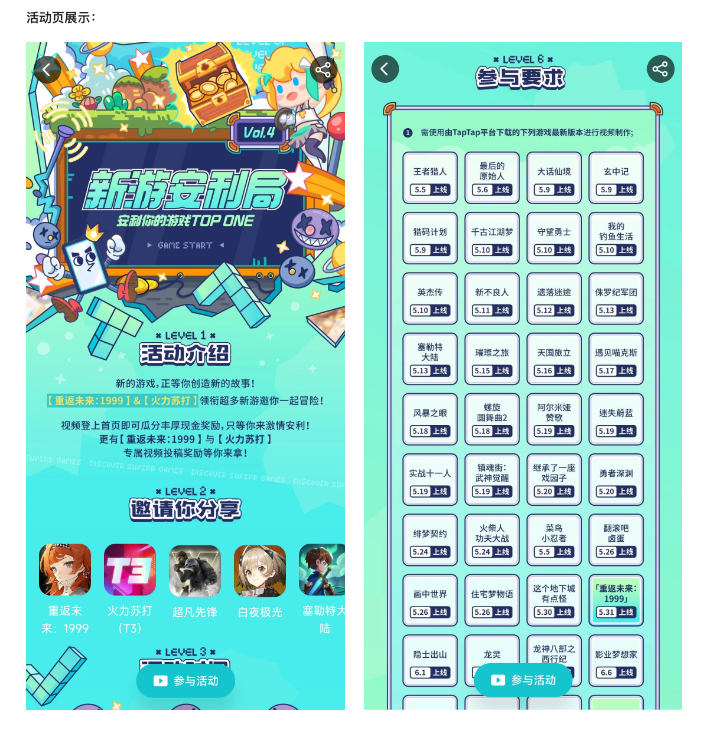 活动页展示：
Vol.4
新游安利局
安利你的游戏TOP ONE
GAME START
LEVEL 1
活动介绍
新的游戏,正等你创造新的故事!
【重返未来:1999】&【火力苏打】领衔超多新游邀你一起冒险!
视频登上首页即可瓜分丰厚现金奖励,只等你来激情安利!
更有【重返未来:1999】与【火力苏打】
专属视频投稿奖励等你来拿!
LEVEL 2
邀请你分享
T3
重返未来：1999
火力苏打（T3）
超凡先锋
白夜极光
塞勒特大陆
LEVEL 3
参与活动
LEVEL 6
参与要求
1 需使用由TapTap平台下载的下列游戏最新版本进行视频制作;
王者猎人 最后的原始人 大话仙境 玄中记
5.5 上线 5.6 上线 5.9 上线 5.9 上线
猎码计划 千古江湖梦 守望勇士 我的钓鱼生活
5.9 上线 5.10 上线 5.10 上线 5.10 上线
英杰传 新不良人 遗落迷途 侏罗纪军团
5.10 上线 5.11 上线 5.12 上线 5.13 上线
塞勒特大陆 璀璨之旅 天国旅立 遇见喵克斯
5.13 上线 5.15 上线 5.16 上线 5.17 上线
风暴之眼 螺旋圆舞曲2 阿尔米娅赞歌 迷失蔚蓝
5.18 上线 5.18 上线 5.19 上线 5.19 上线
实战十一人 镇魂街：武神觉醒 继承了一座戏园子 勇者深渊
5.19 上线 5.19 上线 5.20 上线 5.20 上线
绯梦契约 火柴人功夫大战 菜鸟小忍者 翻滚吧卤蛋
5.24 上线 5.24 上线 5.5 上线 5.26 上线
画中世界 住宅梦物语 这个地下城有点怪 「重返未来：1999」
5.26 上线 5.26 上线 5.30 上线 5.31 上线
隐士出山 龙灵 龙神八部之西行纪 影业梦想家
6.1 上线 6.6 上线
参与活动